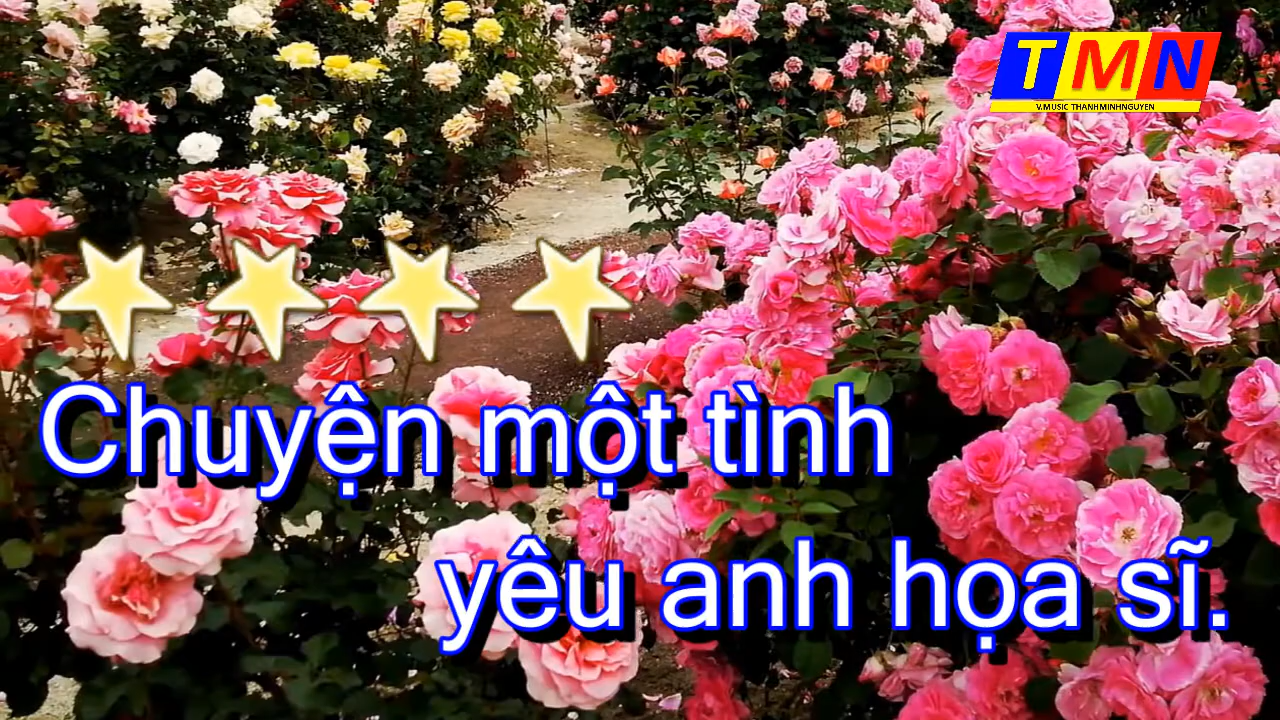 TMN
V.MUSIC THANHMINHNGUYEN
Chuyện một tình
yêu anh họa sĩ.